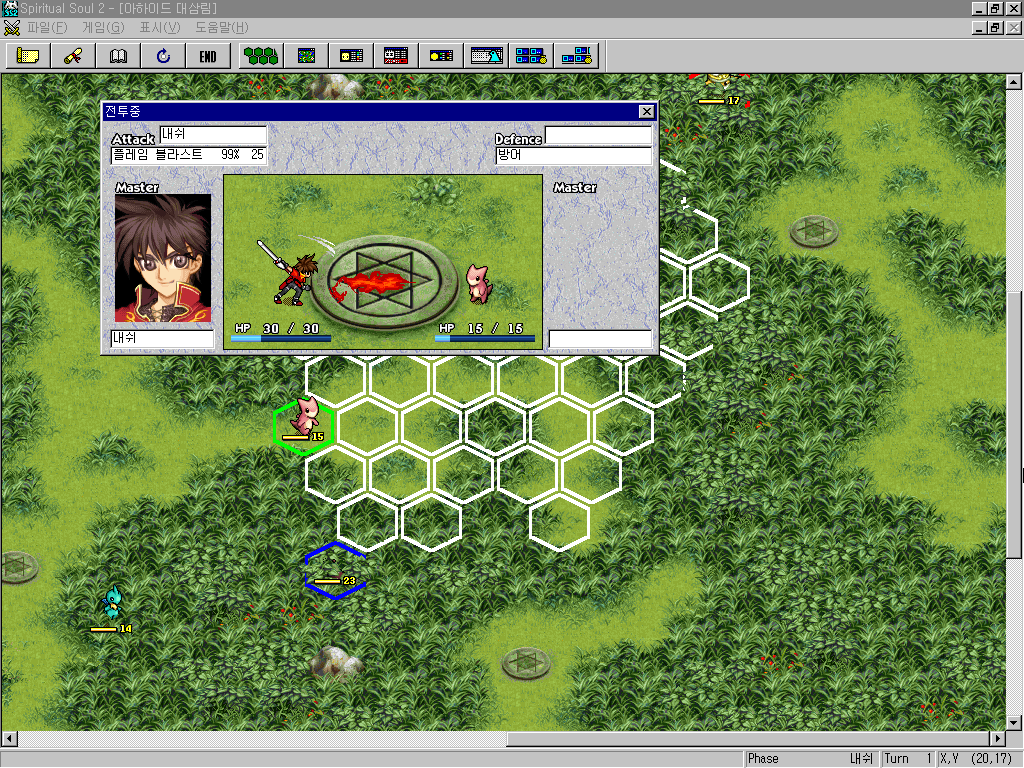 Spiritual Soul 2 - [아하이드 대삼림]
파일(F) 게임(G) 표시(V) 도움말(H)
END
17
전투중
Attack 내쉬
플레임 블라스트 99% 25
Defence
방어
Master
Master
HP 30 / 30
HP 15 / 15
내쉬
15
23
14
Phase 내쉬 Turn 1 X,Y (20,17)